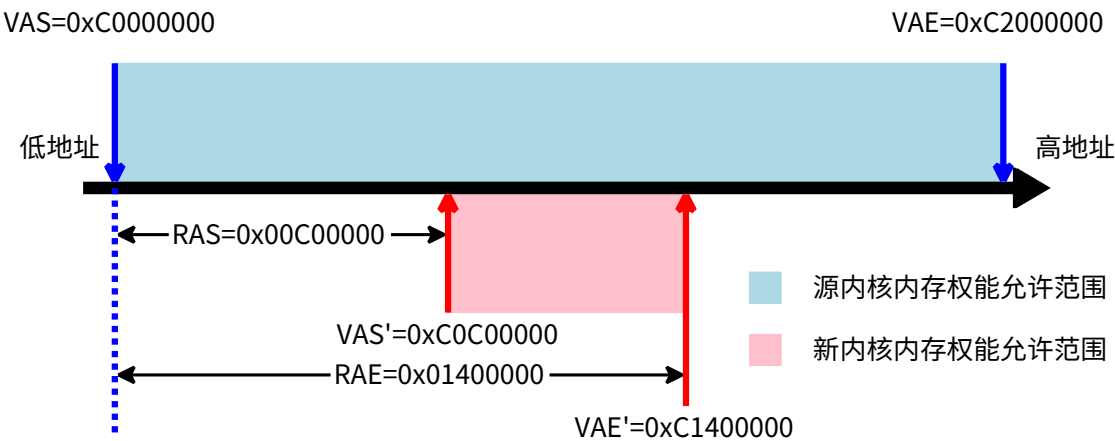 VAS=0xC0000000
VAE=0xC2000000
低地址
高地址
RAS=0x00C00000
源内核内存权能允许范围
VAS'=0xC0C00000
新内核内存权能允许范围
RAE=0x01400000
VAE'=0xC1400000